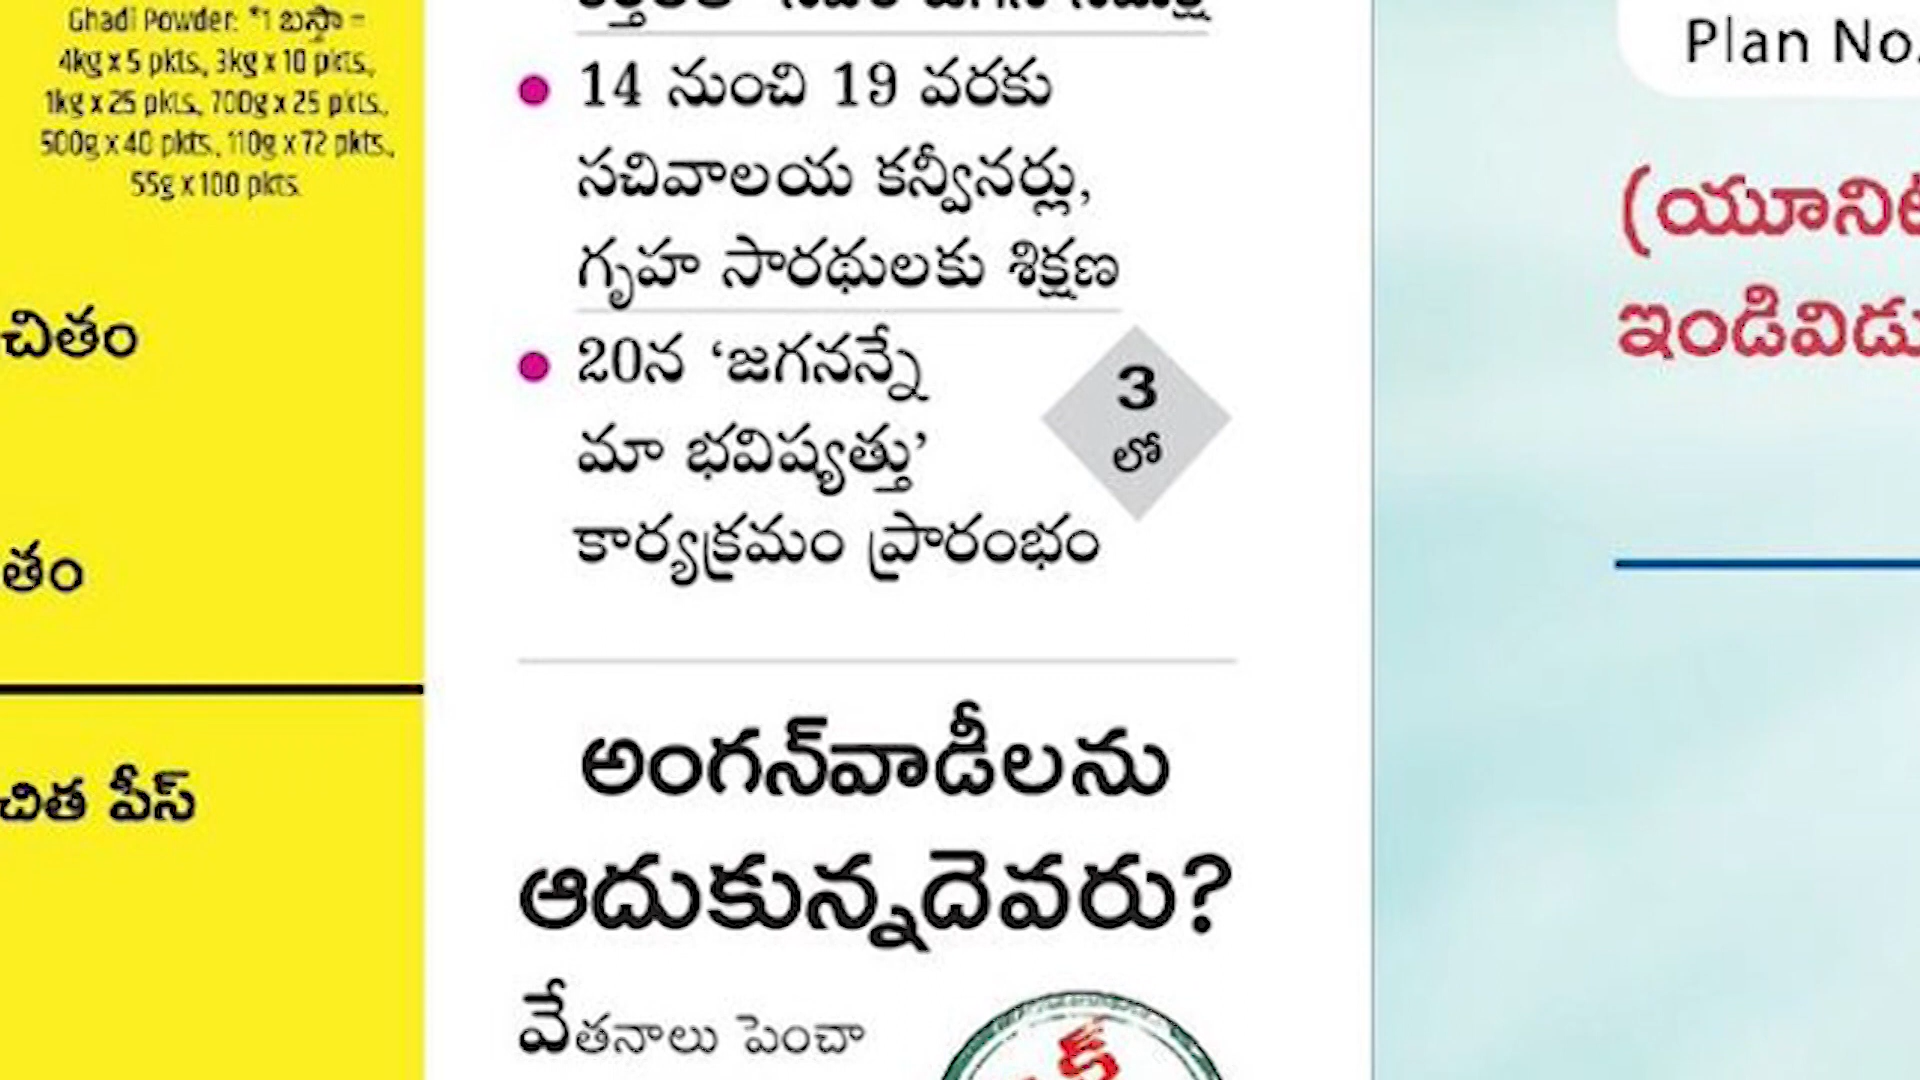 Ghadi Powder: *1 బస్తా =
4kg x 5 pkts., 3kg x 10 pkts.,
1kg x 25 pkts., 700g x 25 pkts.,
500g x 40 pkts., 110g x 72 pkts.,
55g x 100 pkts.
చితం
తం
చిత పీస్
14 నుంచి 19 వరకు
సచివాలయ కన్వీనర్లు,
గృహ సారథులకు శిక్షణ
20న ‘జగనన్నే
మా భవిష్యత్తు’
కార్యక్రమం ప్రారంభం
3
లో
అంగన్‌వాడీలను
ఆదుకున్నదెవరు?
వేతనాలు పెంచా
Plan No.
(యూనిట
ఇండివిడు